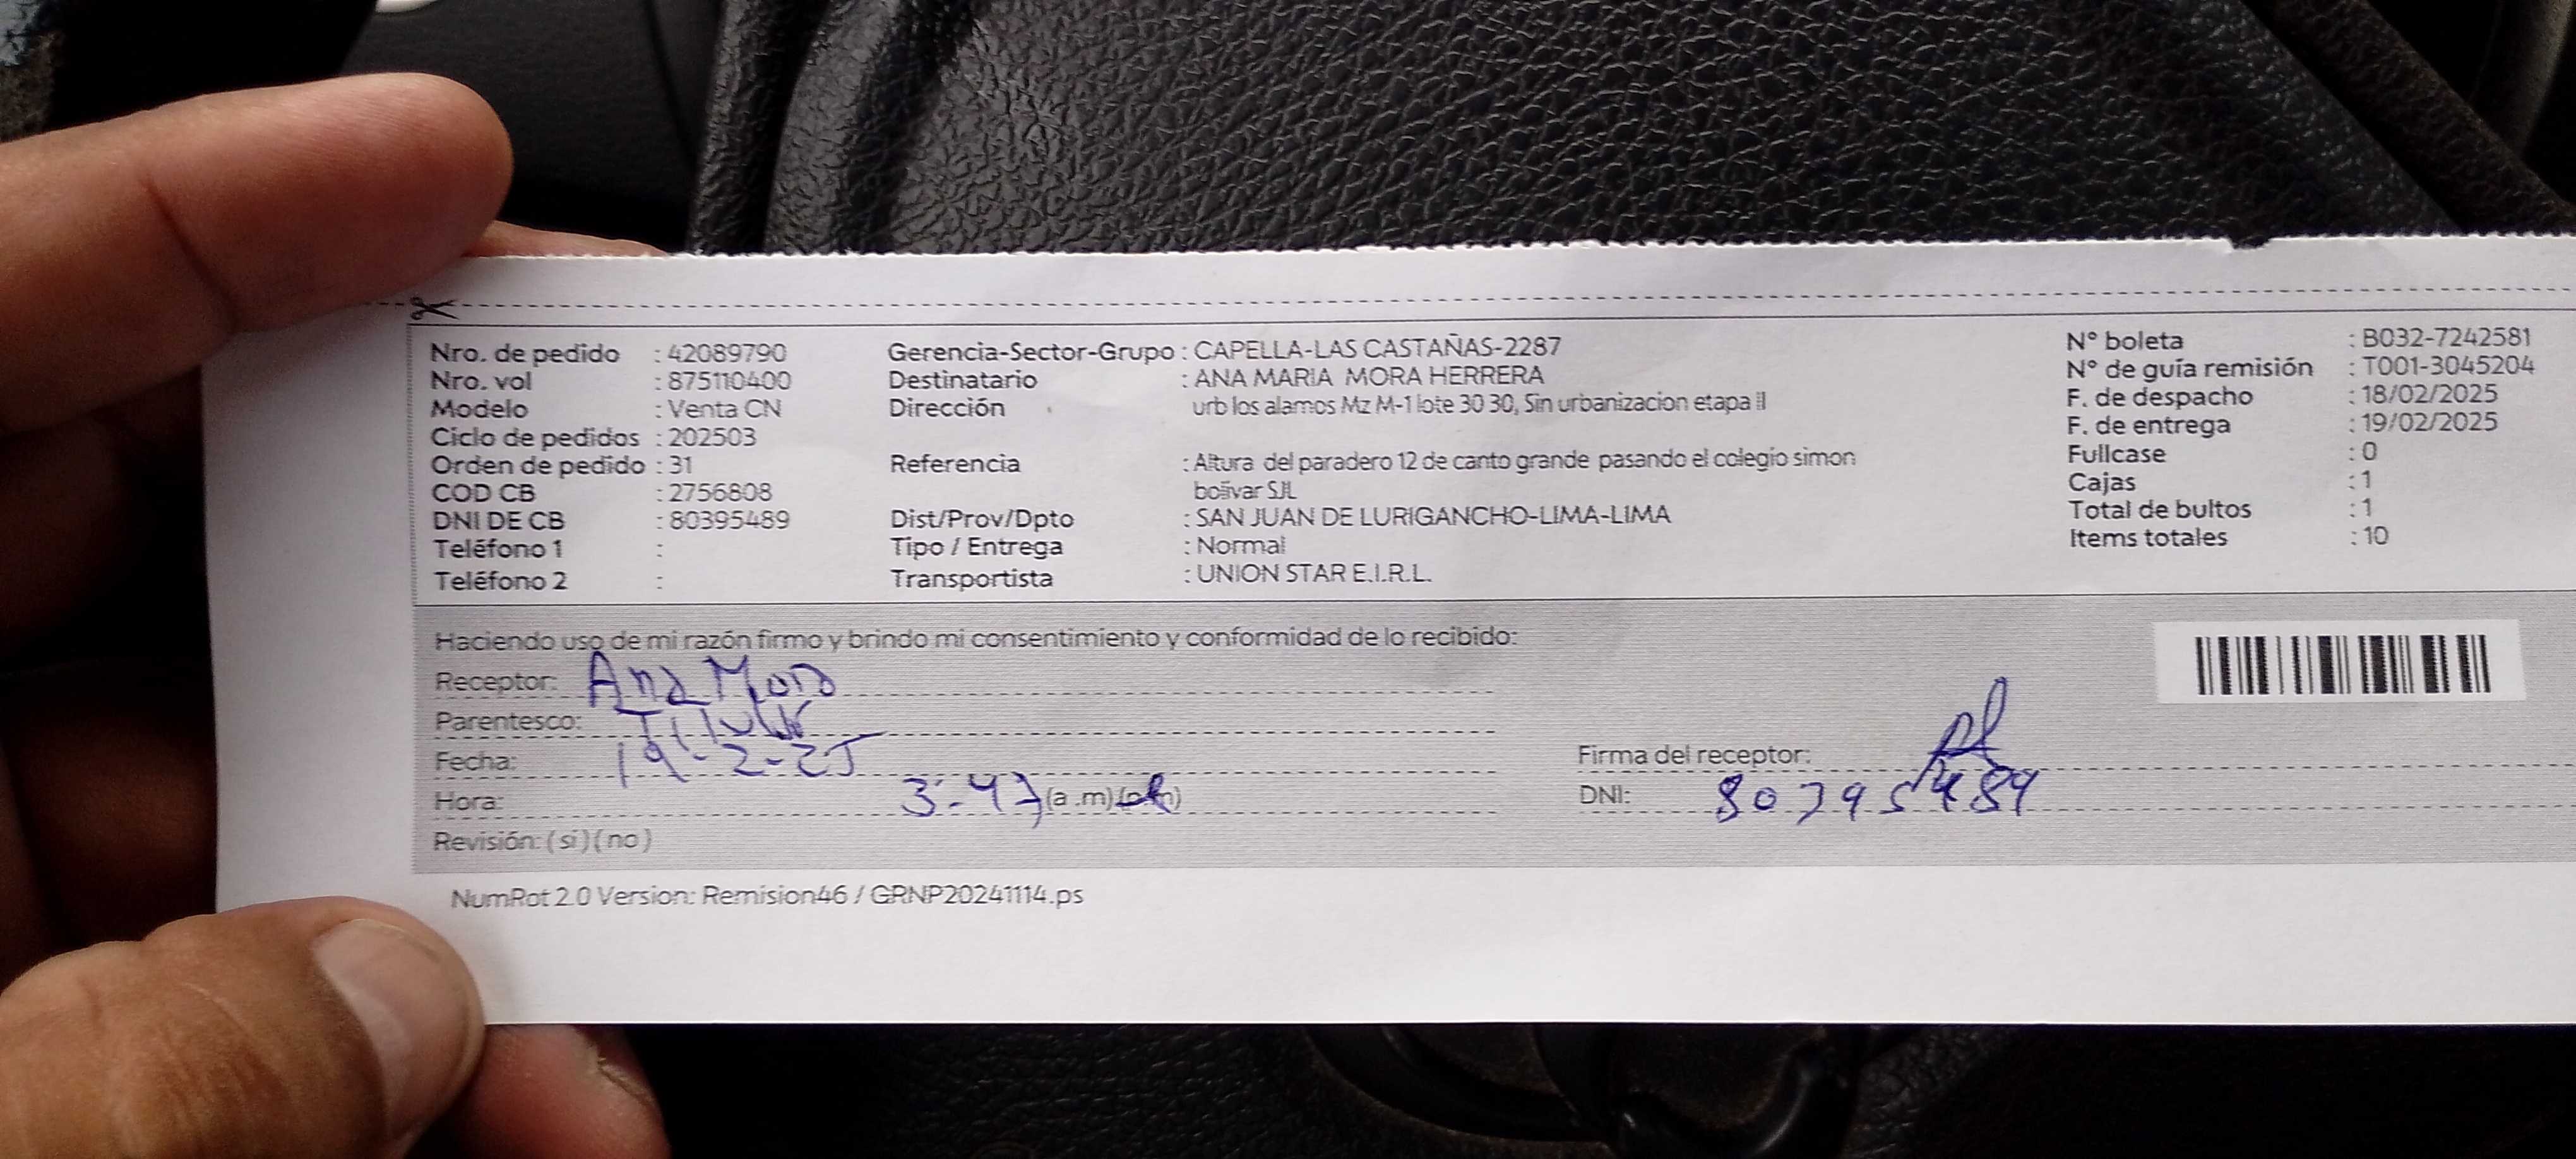 Nro. de pedido : 42089790
Nro. vol : 875110400
Modelo : Venta CN
Ciclo de pedidos : 202503
Orden de pedido : 31
COD CB : 2756808
DNI DE CB : 80395489
Teléfono 1 :
Teléfono 2 :
Gerencia-Sector-Grupo : CAPELLA-LAS CASTAÑAS-2287
Destinatario : ANA MARIA MORA HERRERA
Dirección urb los alamos Mz M-1 lote 30 30, Sin urbanizacion etapa II
Referencia : Altura del paradero 12 de canto grande pasando el colegio simon
bolívar SJL
Dist/Prov/Dpto : SAN JUAN DE LURIGANCHO-LIMA-LIMA
Tipo / Entrega : Normal
Transportista : UNION STAR E.I.R.L.
N° boleta : B032-7242581
N° de guía remisión : T001-3045204
F. de despacho : 18/02/2025
F. de entrega : 19/02/2025
Fullcase : 0
Cajas : 1
Total de bultos : 1
Items totales : 10
Haciendo uso de mi razón firmo y brindo mi consentimiento y conformidad de lo recibido:
Receptor: Ana Mora
Parentesco: Titular
Fecha: 19-2-25
Hora: 3:47 (a.m) (p.m)
Revisión: (si) (no)
Firma del receptor:
DNI: 80395489
NumRot 2.0 Version: Remision46 / GRNP20241114.ps